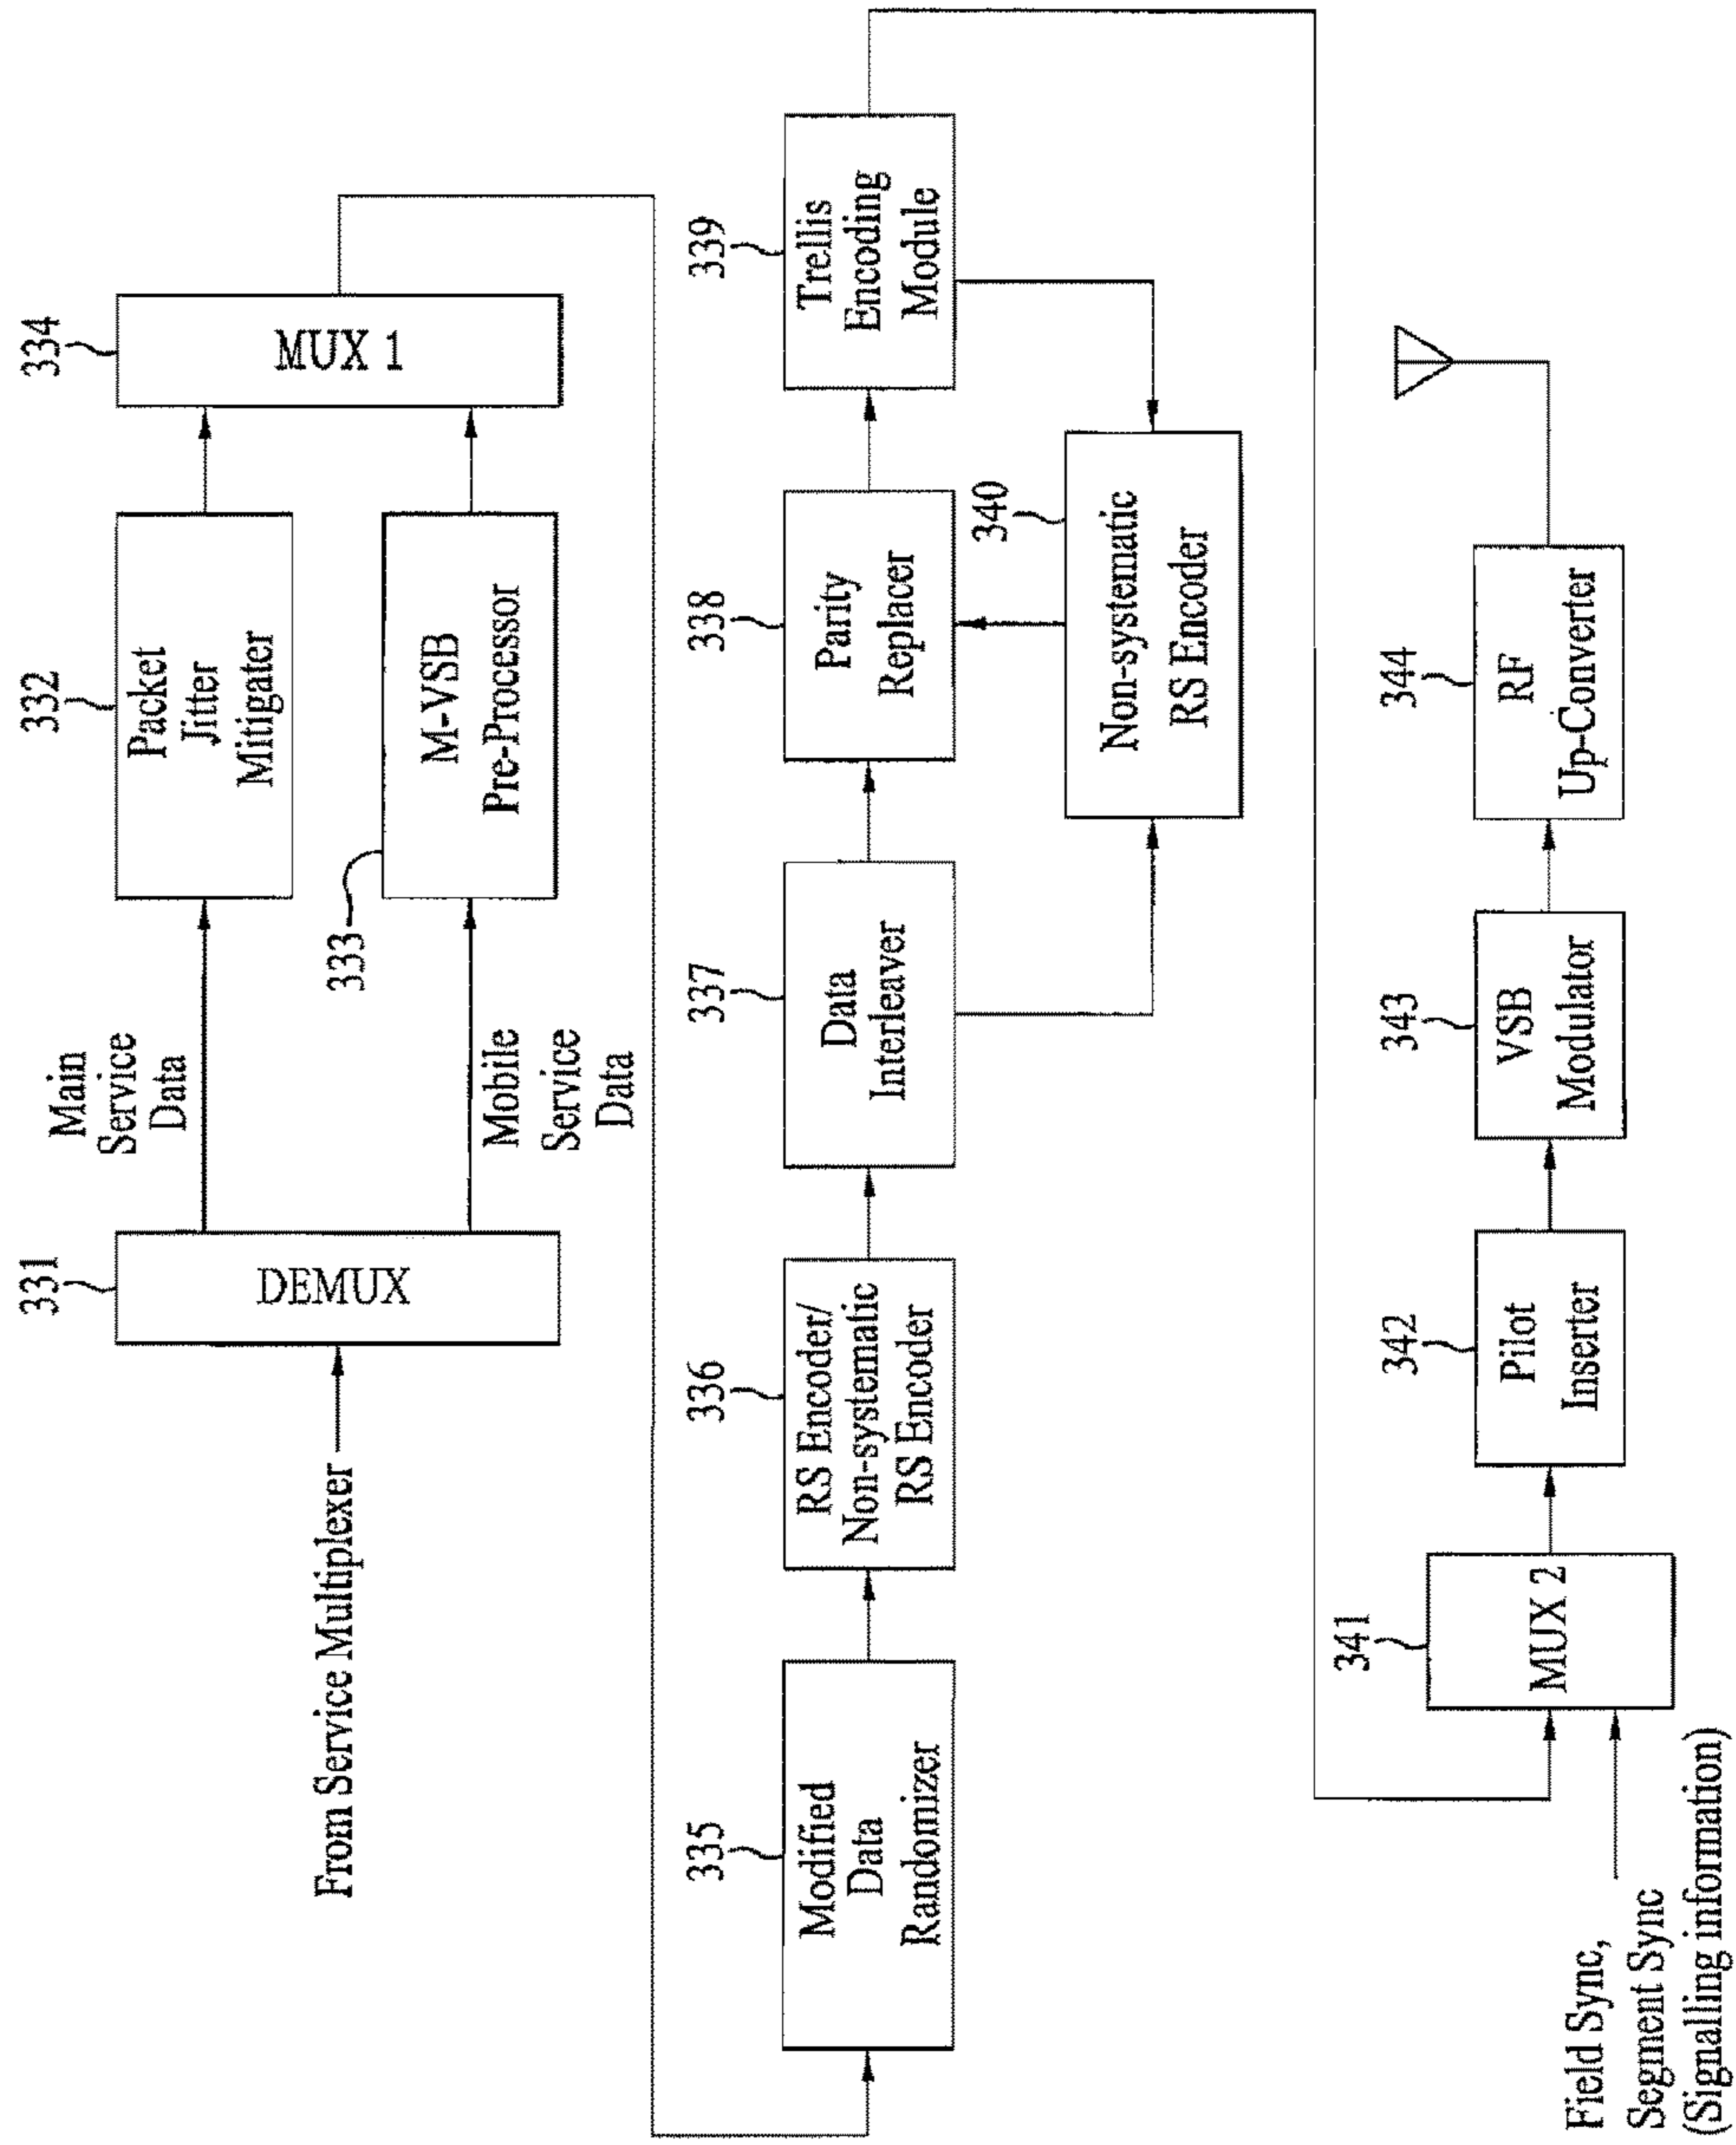 From Service Multiplexer
331
DEMUX
Main
Service
Data
Mobile
Service
Data
332
Packet
Jitter
Mitigater
333
M-VSB
Pre-Processor
334
MUX 1
335
Modified
Data
Randomizer
336
RS Encoder/
Non-systematic
RS Encoder
337
Data
Interleaver
338
Parity
Replacer
339
Trellis
Encoding
Module
340
Non-systematic
RS Encoder
Field Sync,
Segment Sync
(Signalling information)
341
MUX 2
342
Pilot
Inserter
343
VSB
Modulator
344
RF
Up-Converter